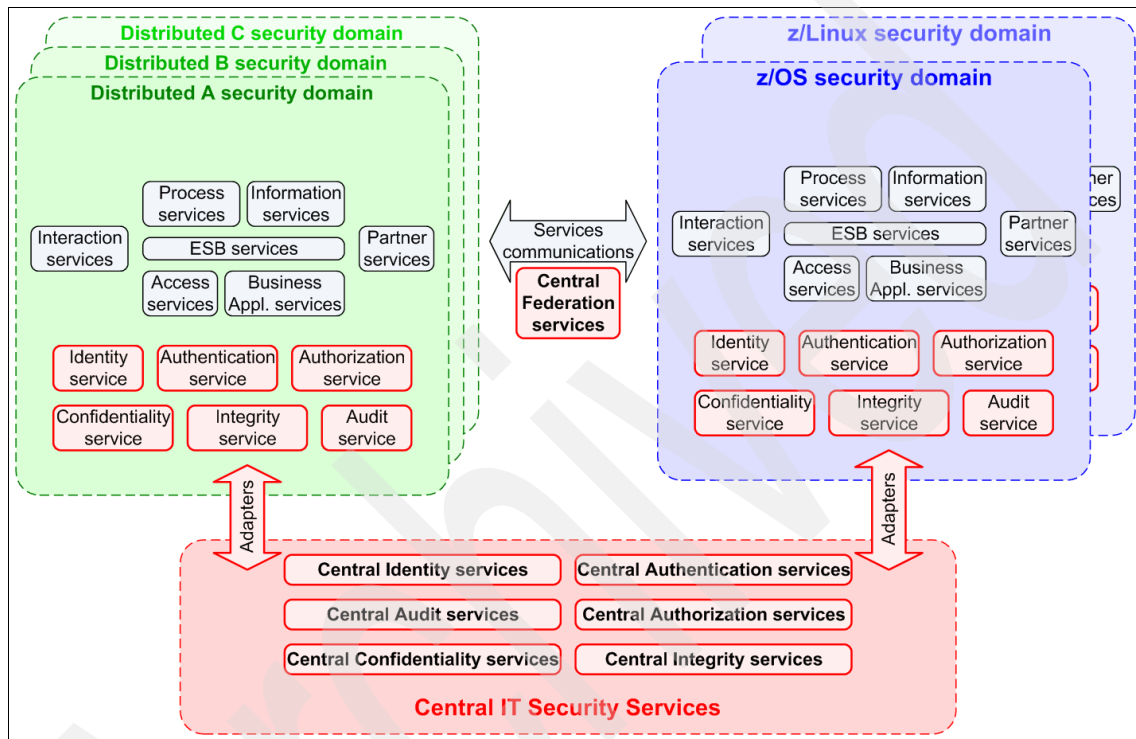 Distributed C security domain
Distributed B security domain
Distributed A security domain
Process
services
Information
services
Interaction
services
ESB services
Partner
services
Access
services
Business
Appl. services
Identity
service
Authentication
service
Authorization
service
Confidentiality
service
Integrity
service
Audit
service
Services
communications
Central
Federation
services
z/Linux security domain
z/OS security domain
Process
services
Information
services
Interaction
services
ESB services
Partner
services
Access
services
Business
Appl. services
Identity
service
Authentication
service
Authorization
service
Confidentiality
service
Integrity
service
Audit
service
Adapters
Adapters
Central Identity services
Central Authentication services
Central Audit services
Central Authorization services
Central Confidentiality services
Central Integrity services
Central IT Security Services